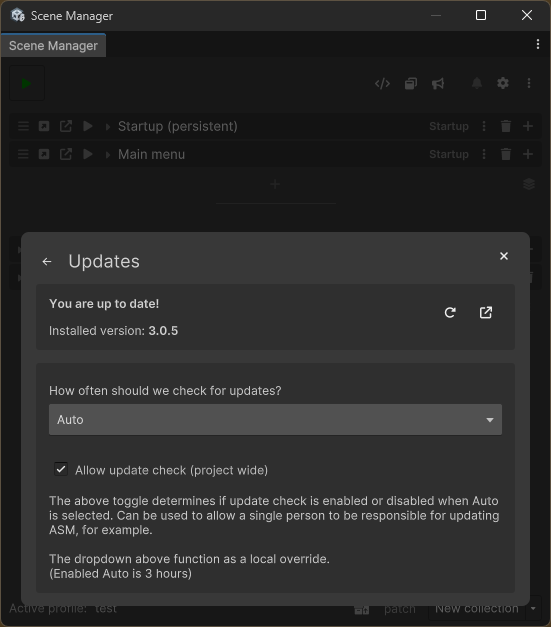 Scene Manager
Scene Manager
Startup (persistent) Startup
Main menu Startup
Updates
You are up to date!
Installed version: 3.0.5
How often should we check for updates?
Auto
Allow update check (project wide)
The above toggle determines if update check is enabled or disabled when Auto
is selected. Can be used to allow a single person to be responsible for updating
ASM, for example.
The dropdown above function as a local override.
(Enabled Auto is 3 hours)
Active profile: test patch New collection